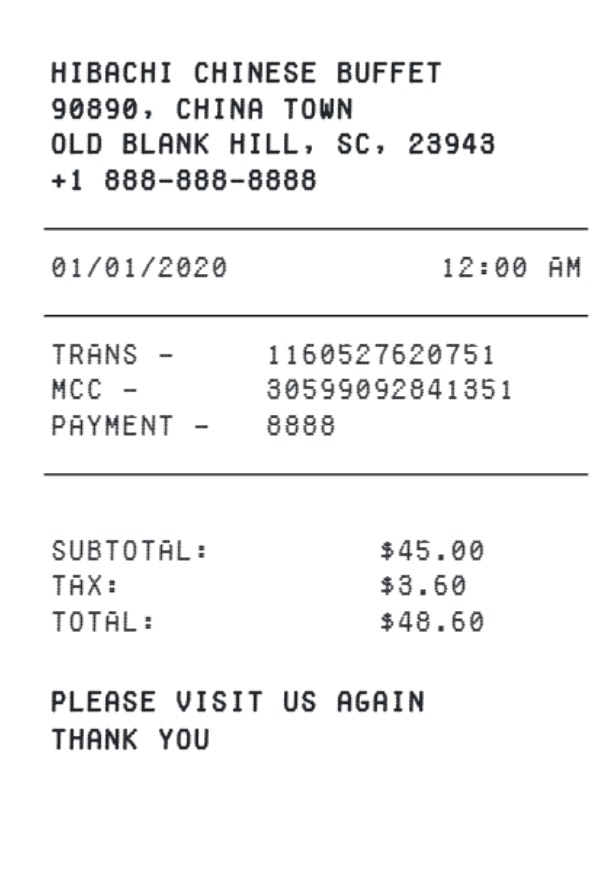 HIBACHI CHINESE BUFFET
90890, CHINA TOWN
OLD BLANK HILL, SC, 23943
+1 888-888-8888
01/01/2020 12:00 AM
TRANS - 1160527620751
MCC - 30599092841351
PAYMENT - 8888
SUBTOTAL: $45.00
TAX: $3.60
TOTAL: $48.60
PLEASE VISIT US AGAIN
THANK YOU